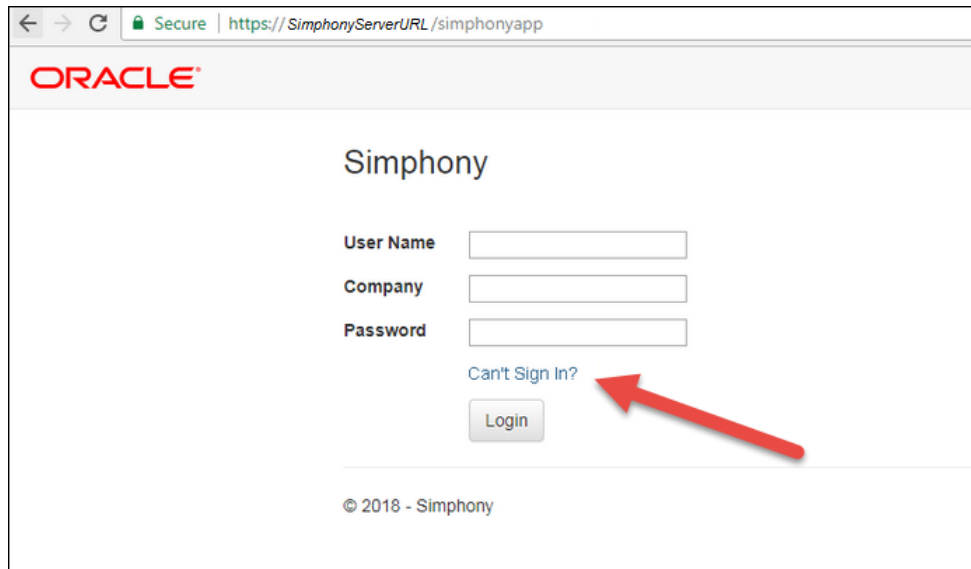 Secure | https://SimphonyServerURL/simphonyapp
ORACLE®
Simphony
User Name
Company
Password
Can't Sign In?
Login
© 2018 - Simphony